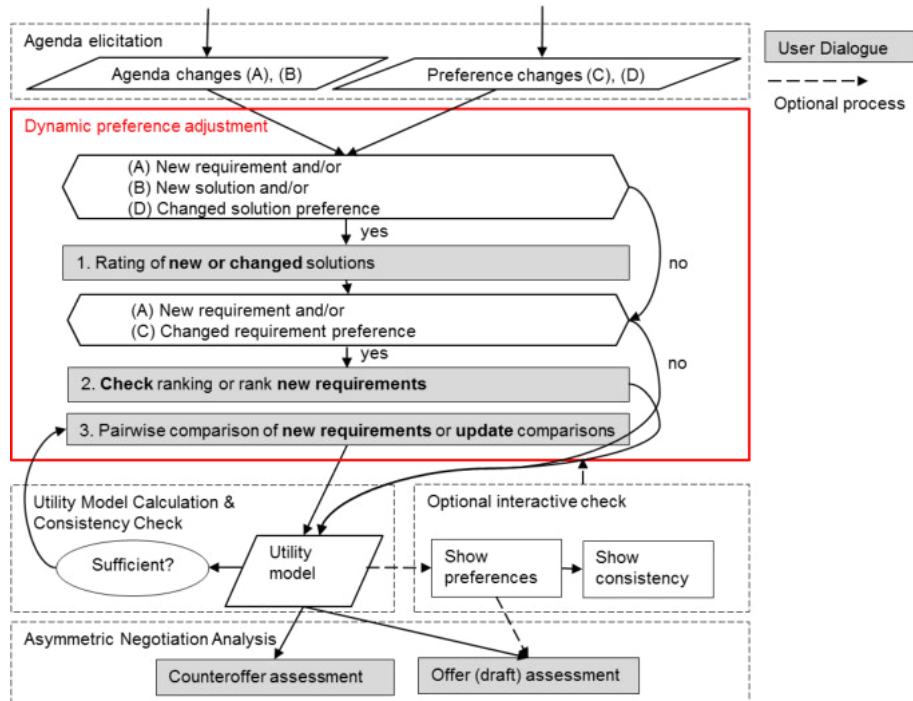 Agenda elicitation
Agenda changes (A), (B)
Preference changes (C), (D)
User Dialogue
Optional process
Dynamic preference adjustment
(A) New requirement and/or
(B) New solution and/or
(D) Changed solution preference
yes
no
1. Rating of new or changed solutions
(A) New requirement and/or
(C) Changed requirement preference
yes
no
2. Check ranking or rank new requirements
3. Pairwise comparison of new requirements or update comparisons
Utility Model Calculation &
Consistency Check
Optional interactive check
Sufficient?
Utility
model
Show
preferences
Show
consistency
Asymmetric Negotiation Analysis
Counteroffer assessment
Offer (draft) assessment